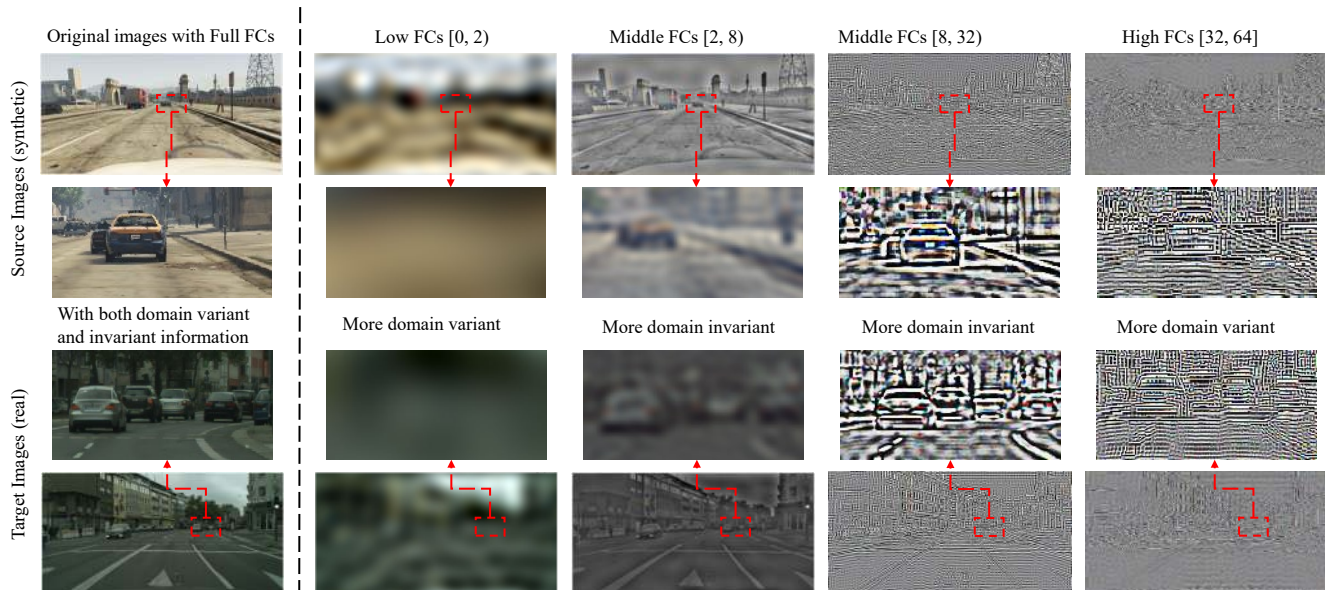 Original images with Full FCs
Low FCs [0, 2)
Middle FCs [2, 8)
Middle FCs [8, 32)
High FCs [32, 64]
Source Images (synthetic)
With both domain variant
and invariant information
More domain variant
More domain invariant
More domain invariant
More domain variant
Target Images (real)